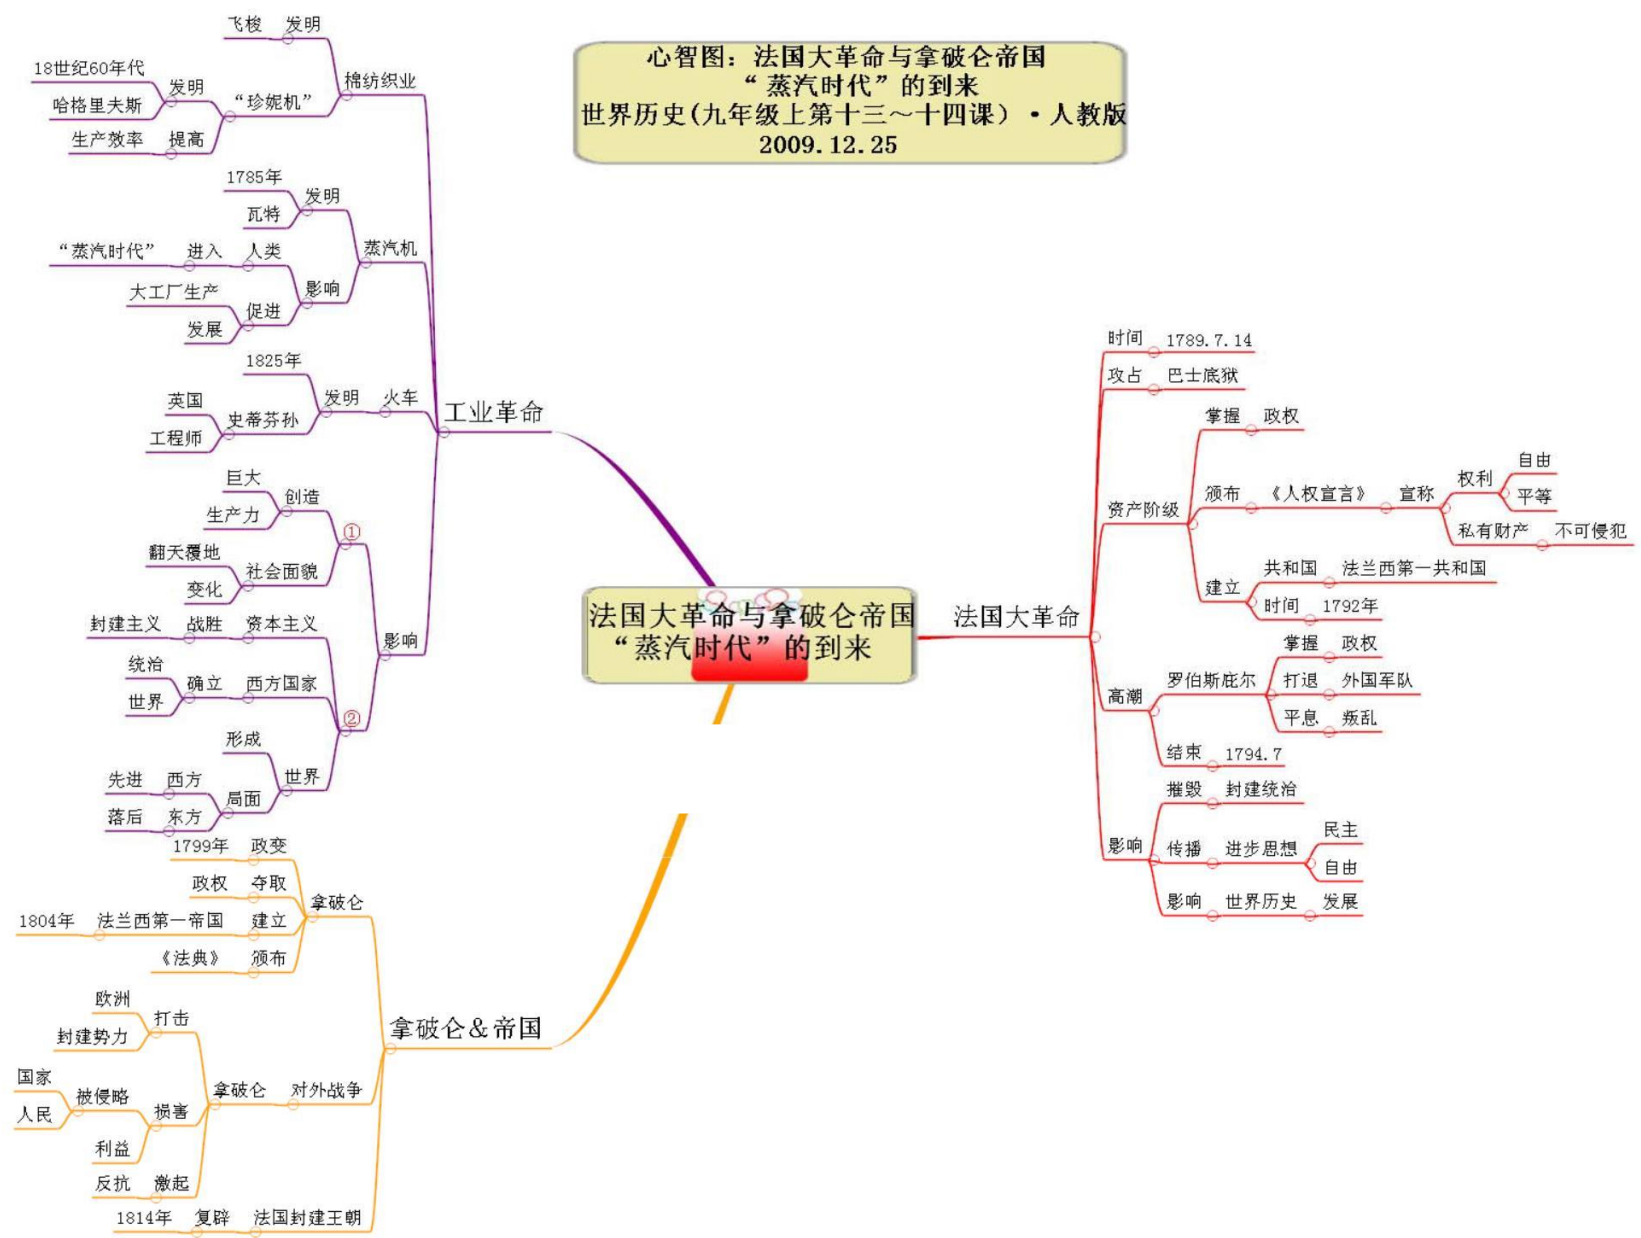 心智图：法国大革命与拿破仑帝国
“蒸汽时代”的到来
世界历史(九年级上第十三～十四课）·人教版
2009.12.25
法国大革命与拿破仑帝国
“蒸汽时代”的到来
法国大革命
时间
1789.7.14
攻占
巴士底狱
资产阶级
掌握
政权
颁布
《人权宣言》
宣称
权利
自由
平等
私有财产
不可侵犯
建立
共和国
法兰西第一共和国
时间
1792年
高潮
罗伯斯庇尔
掌握
政权
打退
外国军队
平息
叛乱
结束
1794.7
影响
摧毁
封建统治
传播
进步思想
民主
自由
影响
世界历史
发展
工业革命
棉纺织业
发明
飞梭
“珍妮机”
发明
18世纪60年代
哈格里夫斯
提高
生产效率
蒸汽机
发明
1785年
瓦特
影响
人类
进入
“蒸汽时代”
促进
大工厂生产
发展
火车
发明
1825年
史蒂芬孙
英国
工程师
影响
①
创造
巨大
生产力
社会面貌
翻天覆地
变化
②
资本主义
战胜
封建主义
西方国家
确立
统治
世界
世界
形成
局面
西方
先进
东方
落后
拿破仑&帝国
拿破仑
政变
1799年
夺取
政权
建立
法兰西第一帝国
1804年
颁布
《法典》
对外战争
拿破仑
打击
欧洲
封建势力
损害
被侵略
国家
人民
利益
激起
反抗
法国封建王朝
复辟
1814年